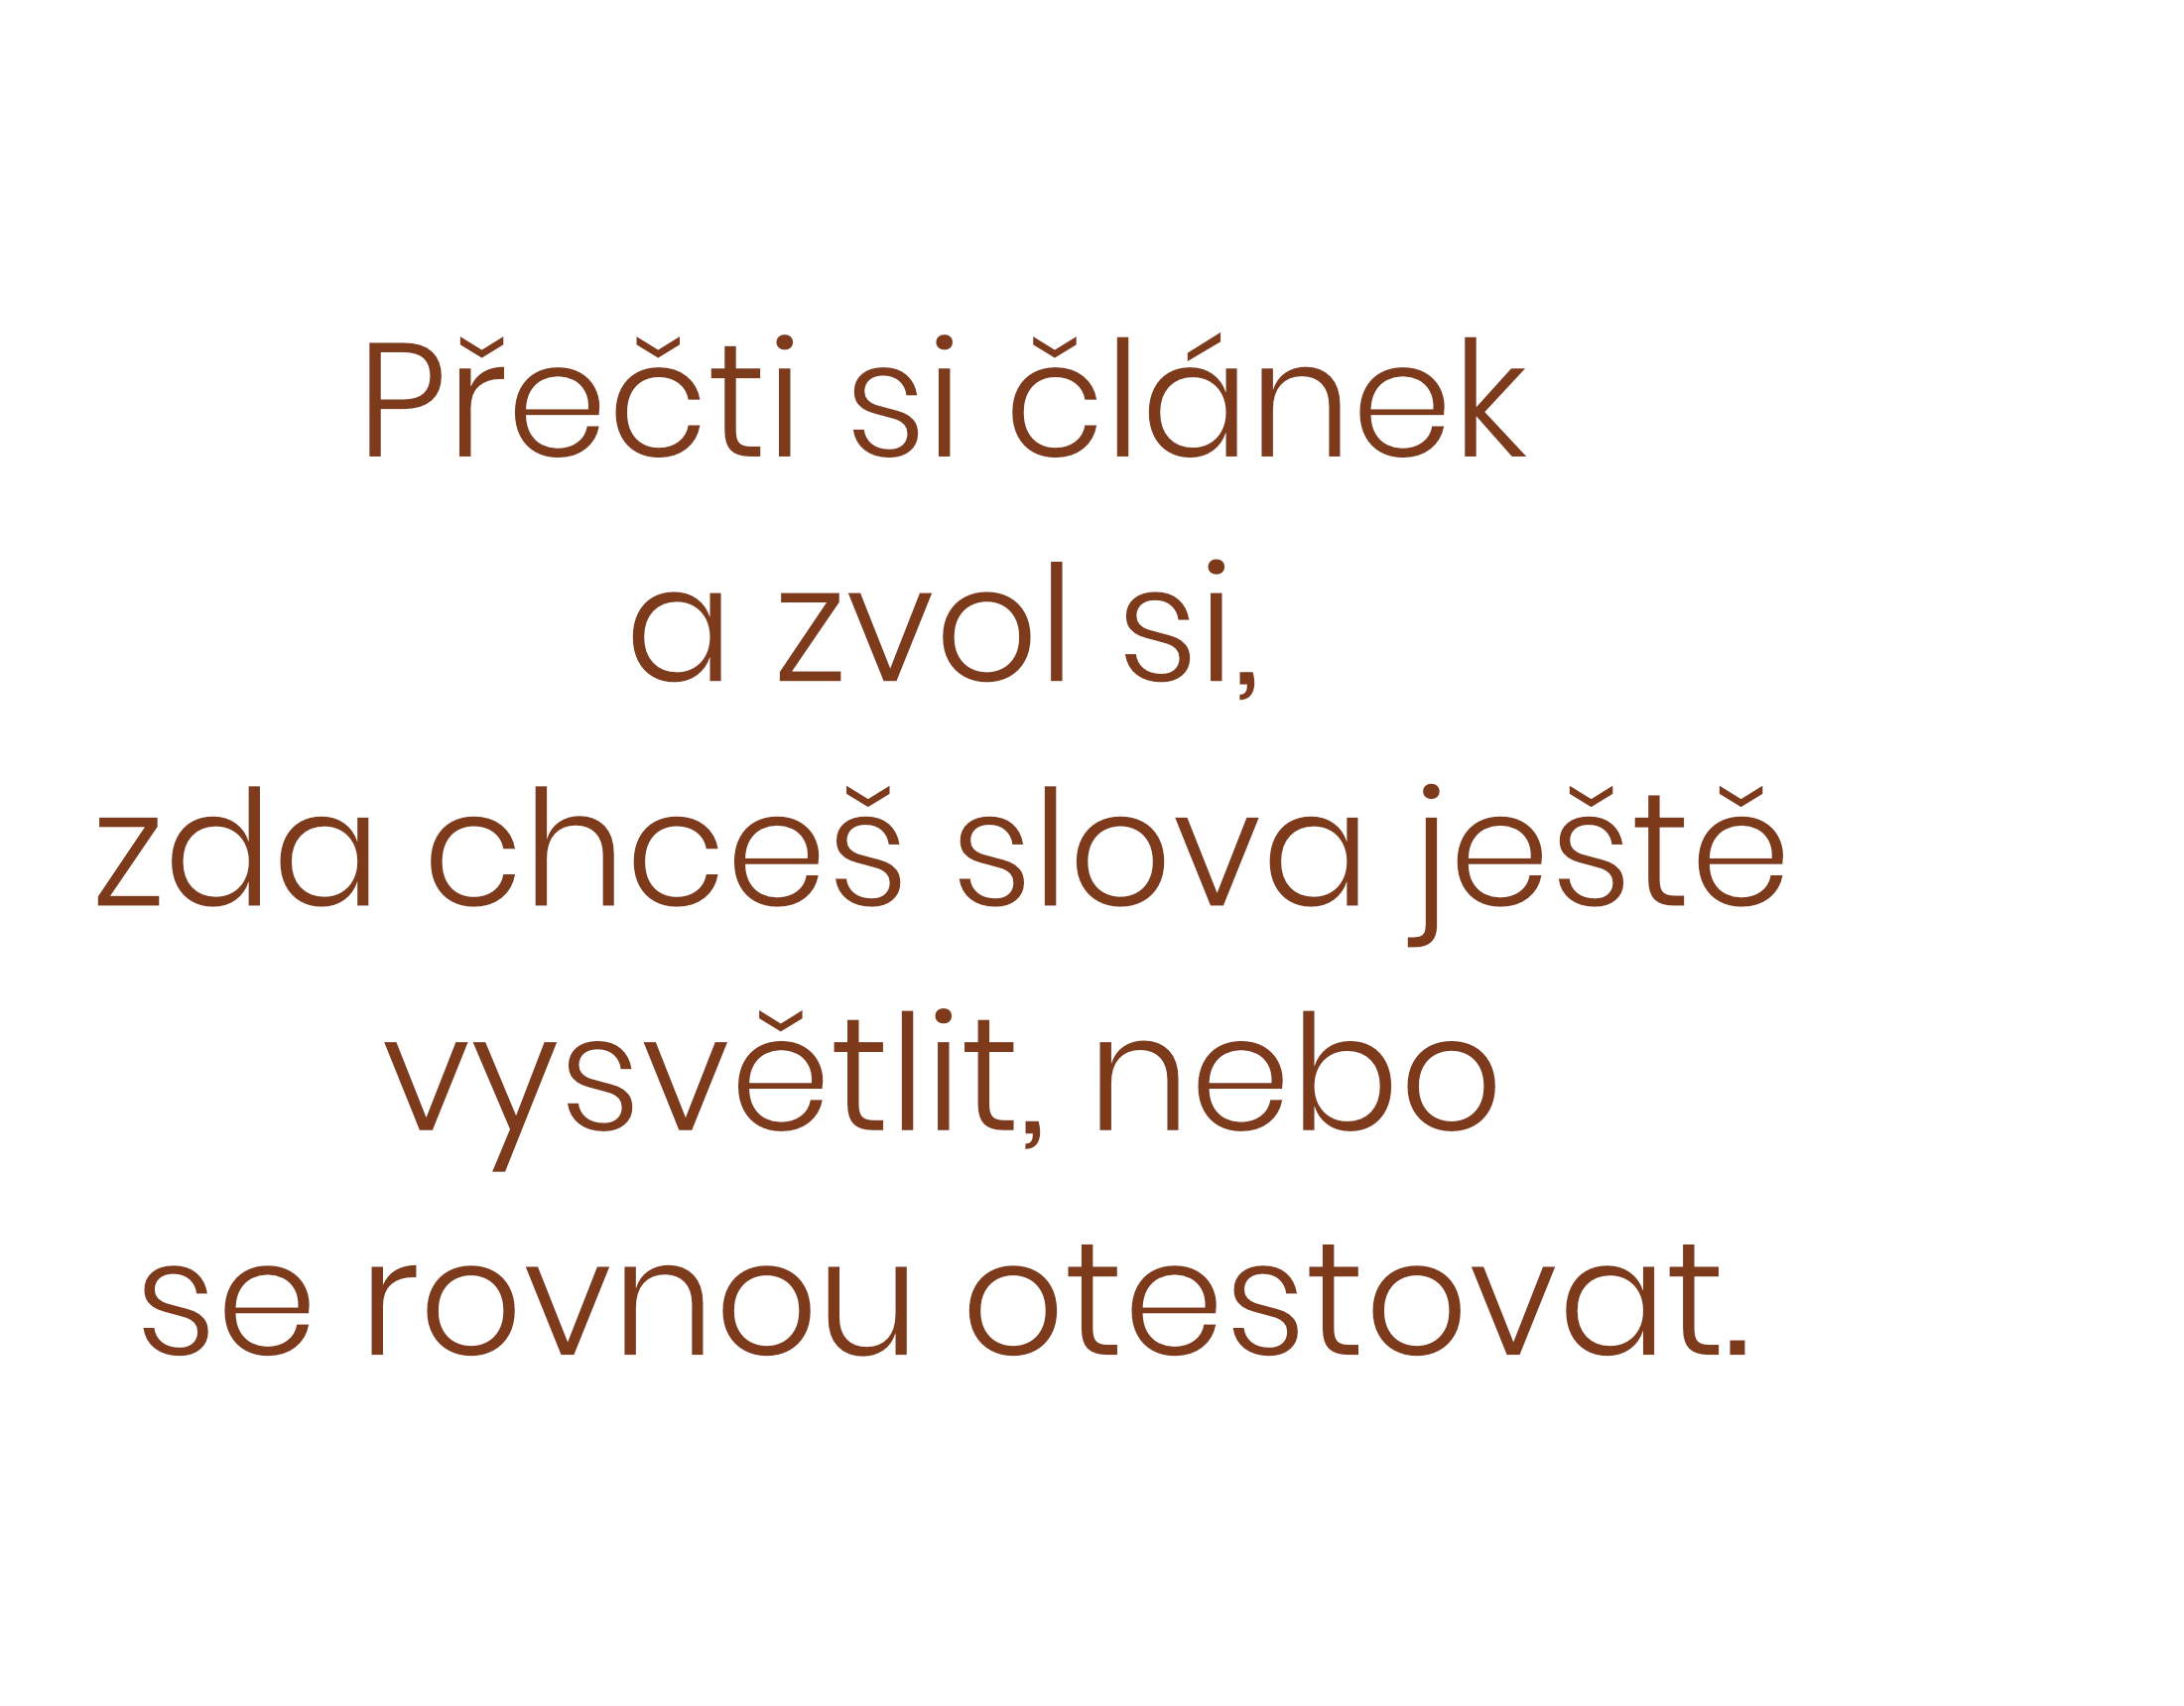 Přečti si článek
a zvol si,
zda chceš slova ještě
vysvětlit, nebo
se rovnou otestovat.